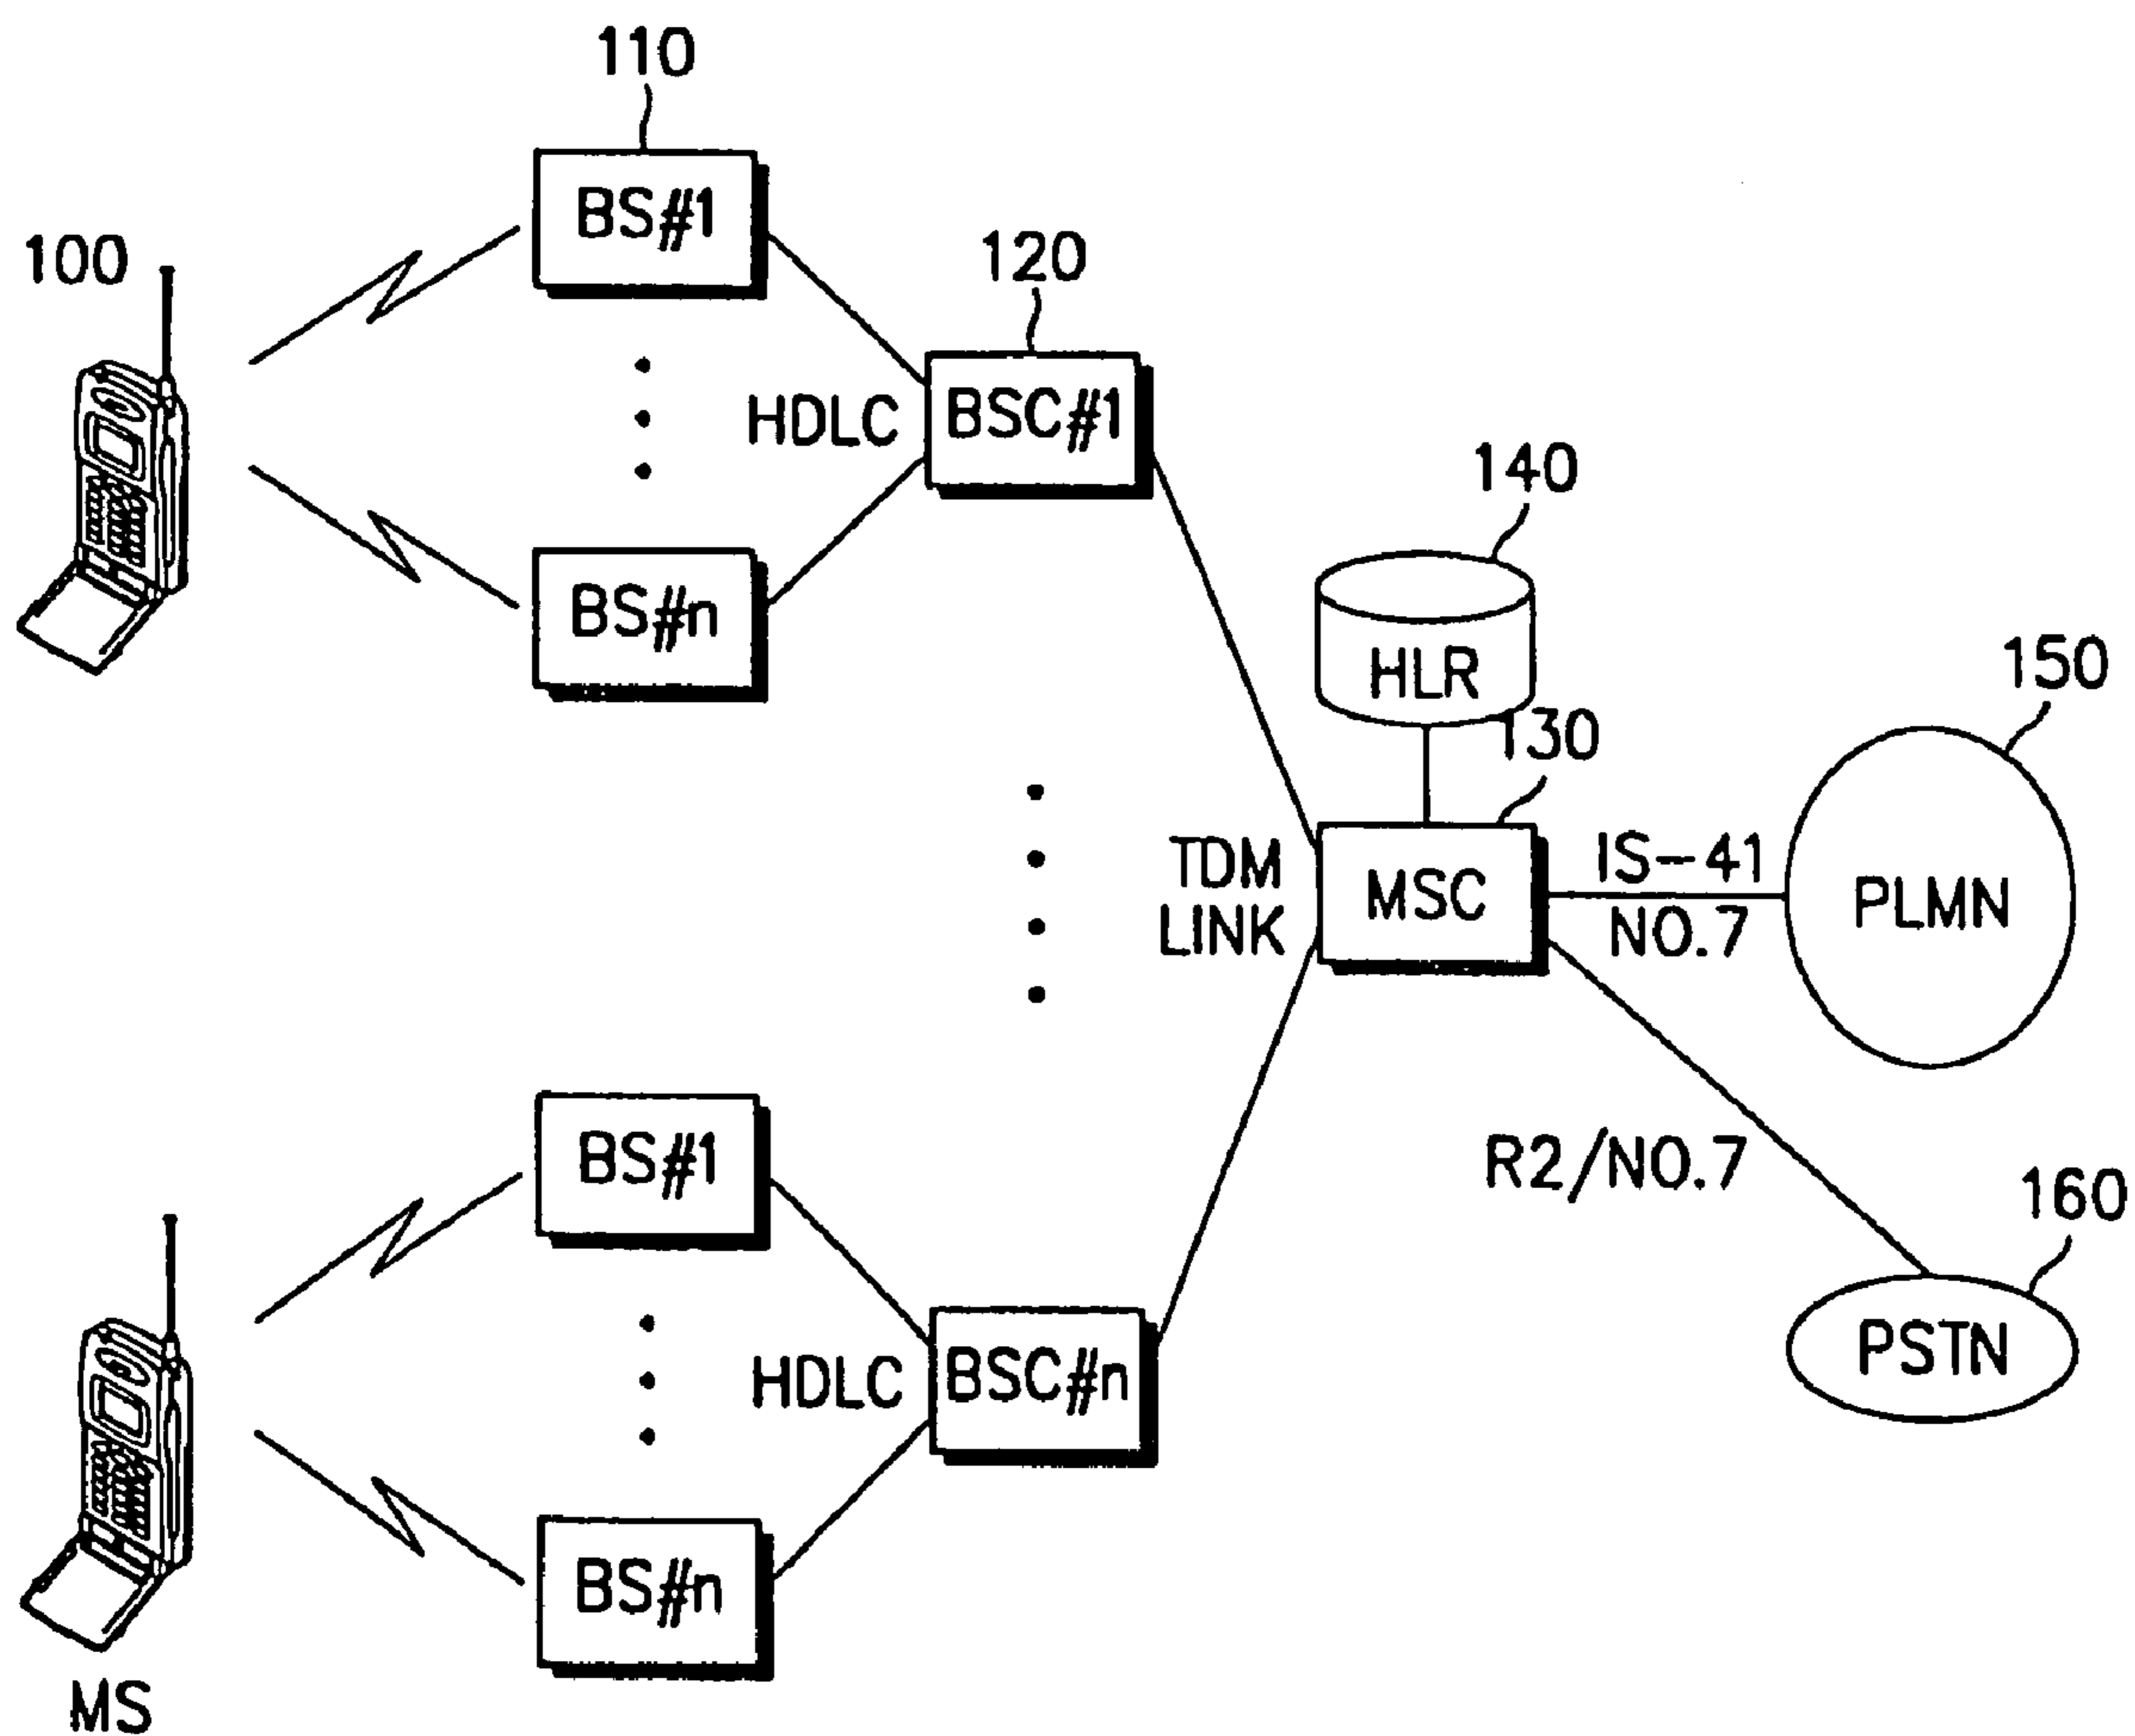 110
BS#1
100
120
HDLC
BSC#1
140
BS#n
HLR
150
130
TDM
LINK
MSC
IS-41
NO.7
PLMN
BS#1
R2/NO.7
160
HDLC
BSC#n
PSTN
BS#n
MS